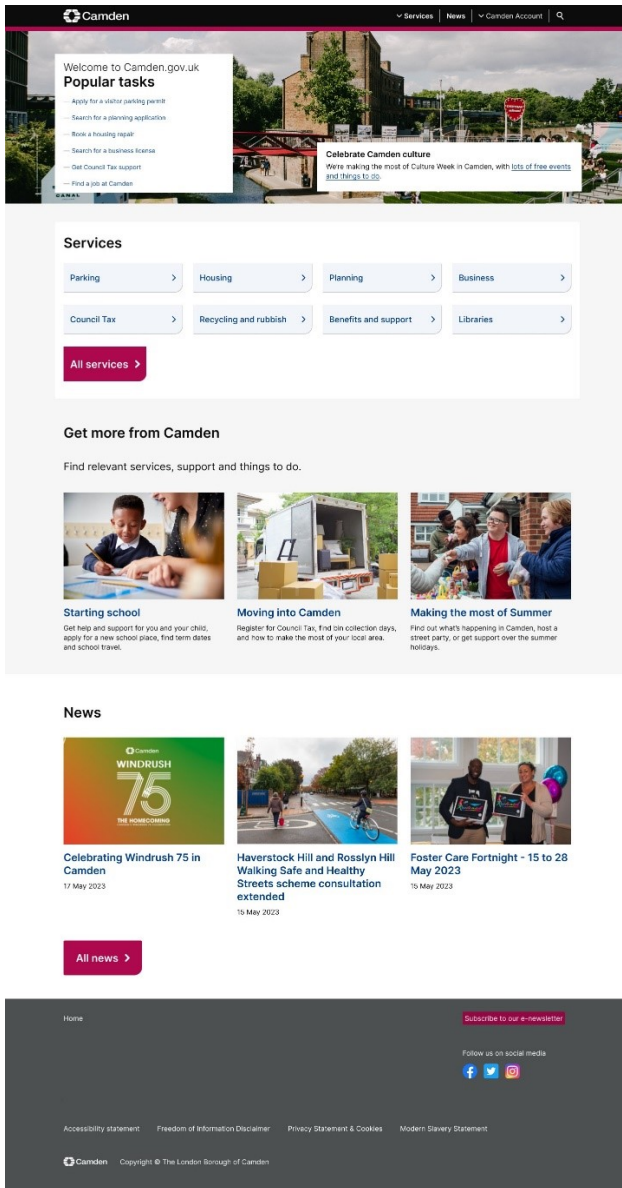 Camden
Services
News
Camden Account
Welcome to Camden.gov.uk
Popular tasks
Apply for a visitor parking permit
Search for a planning application
Book a housing repair
Search for a business license
Get Council Tax support
Find a job at Camden
CANAL
Celebrate Camden culture
We're making the most of Culture Week in Camden, with lots of free events
and things to do.
Services
Parking
Housing
Planning
Business
Council Tax
Recycling and rubbish
Benefits and support
Libraries
All services
Get more from Camden
Find relevant services, support and things to do.
Starting school
Get help and support for you and your child,
apply for a new school place, find term dates
and school travel.
Moving into Camden
Register for Council Tax, find bin collection days,
and how to make the most of your local area.
Making the most of Summer
Find out what's happening in Camden, host a
street party, or get support over the summer
holidays.
News
Camden
WINDRUSH
75
THE HOMECOMING
Celebrating Windrush 75 in
Camden
17 May 2023
Haverstock Hill and Rosslyn Hill
Walking Safe and Healthy
Streets scheme consultation
extended
15 May 2023
Foster Care Fortnight - 15 to 28
May 2023
15 May 2023
All news
Home
Subscribe to our e-newsletter
Follow us on social media
Accessibility statement
Freedom of Information Disclaimer
Privacy Statement & Cookies
Modern Slavery Statement
Camden
Copyright © The London Borough of Camden